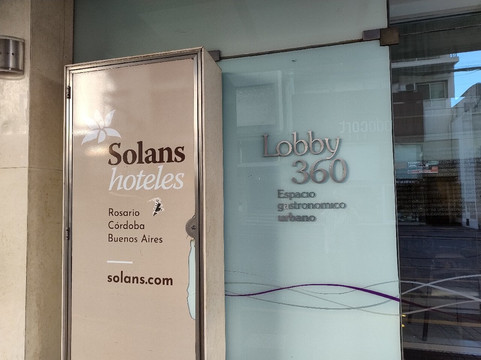 Solans
hoteles
Rosario
Córdoba
Buenos Aires
solans.com
Lobby
360
Espacio
gastronomico
urbano